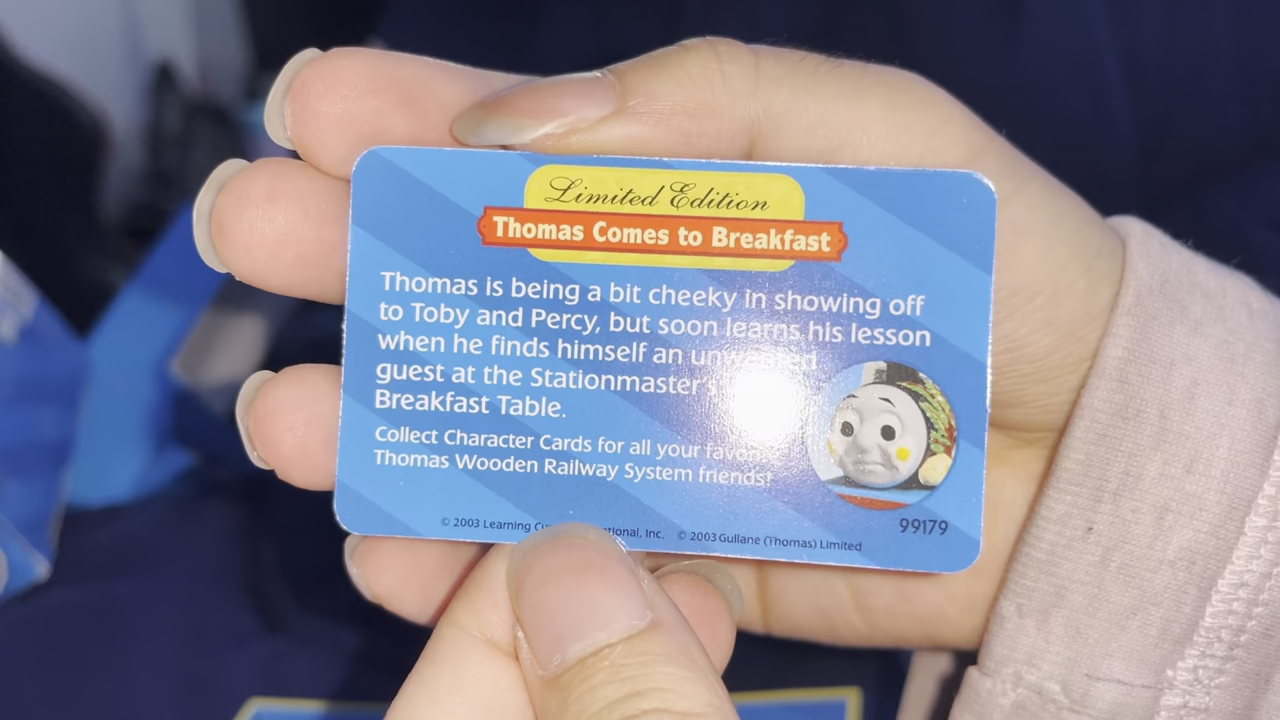 Limited Edition
Thomas Comes to Breakfast
Thomas is being a bit cheeky in showing off
to Toby and Percy, but soon learns his lesson
when he finds himself an
guest at the Stationmaster's
Breakfast Table.
Collect Character Cards for all your
Thomas Wooden Railway System friends!
© 2003 Learning Inc. © 2003 Gullane (Thomas) Limited
99179